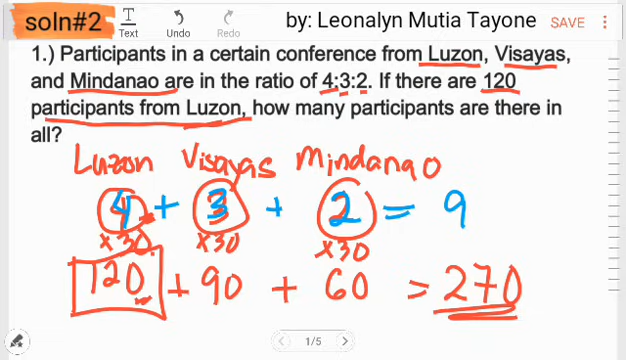 soln#2
Text
Undo
Redo
by: Leonalyn Mutia Tayone
SAVE
1.) Participants in a certain conference from Luzon, Visayas,
and Mindanao are in the ratio of 4:3:2. If there are 120
participants from Luzon, how many participants are there in
all?
Luzon Visayas Mindanao
4 + 3 + 2 = 9
x30 x30 x30
120 + 90 + 60 = 270
< 1/5 >